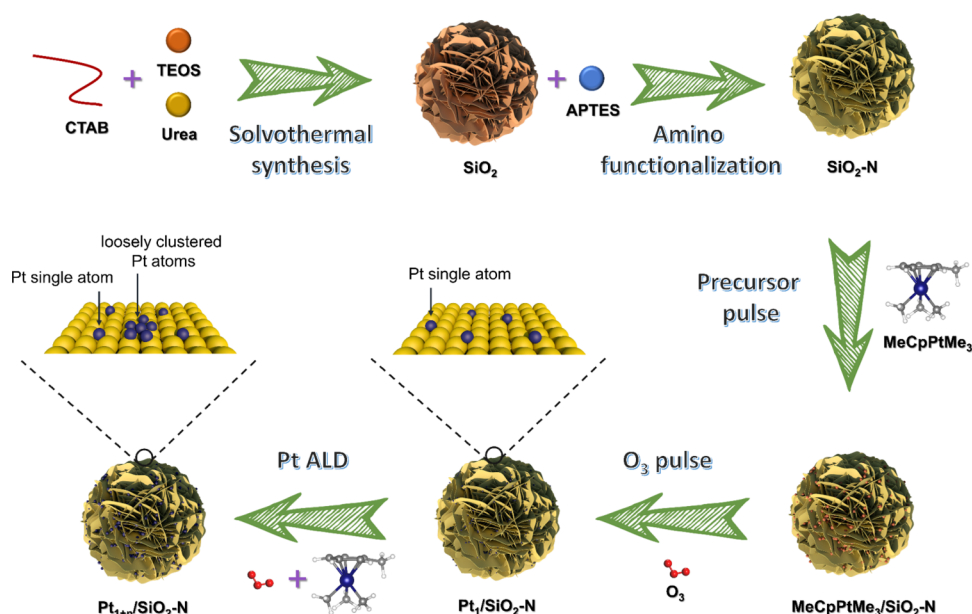 CTAB
+
TEOS
Urea
Solvothermal
synthesis
SiO₂
+
APTES
Amino
functionalization
SiO₂-N
Precursor
pulse
MeCpPtMe₃
loosely clustered
Pt atoms
Pt single atom
Pt single atom
Pt ALD
+
O₃ pulse
O₃
Pt₁₊ₙ/SiO₂-N
Pt₁/SiO₂-N
MeCpPtMe₃/SiO₂-N